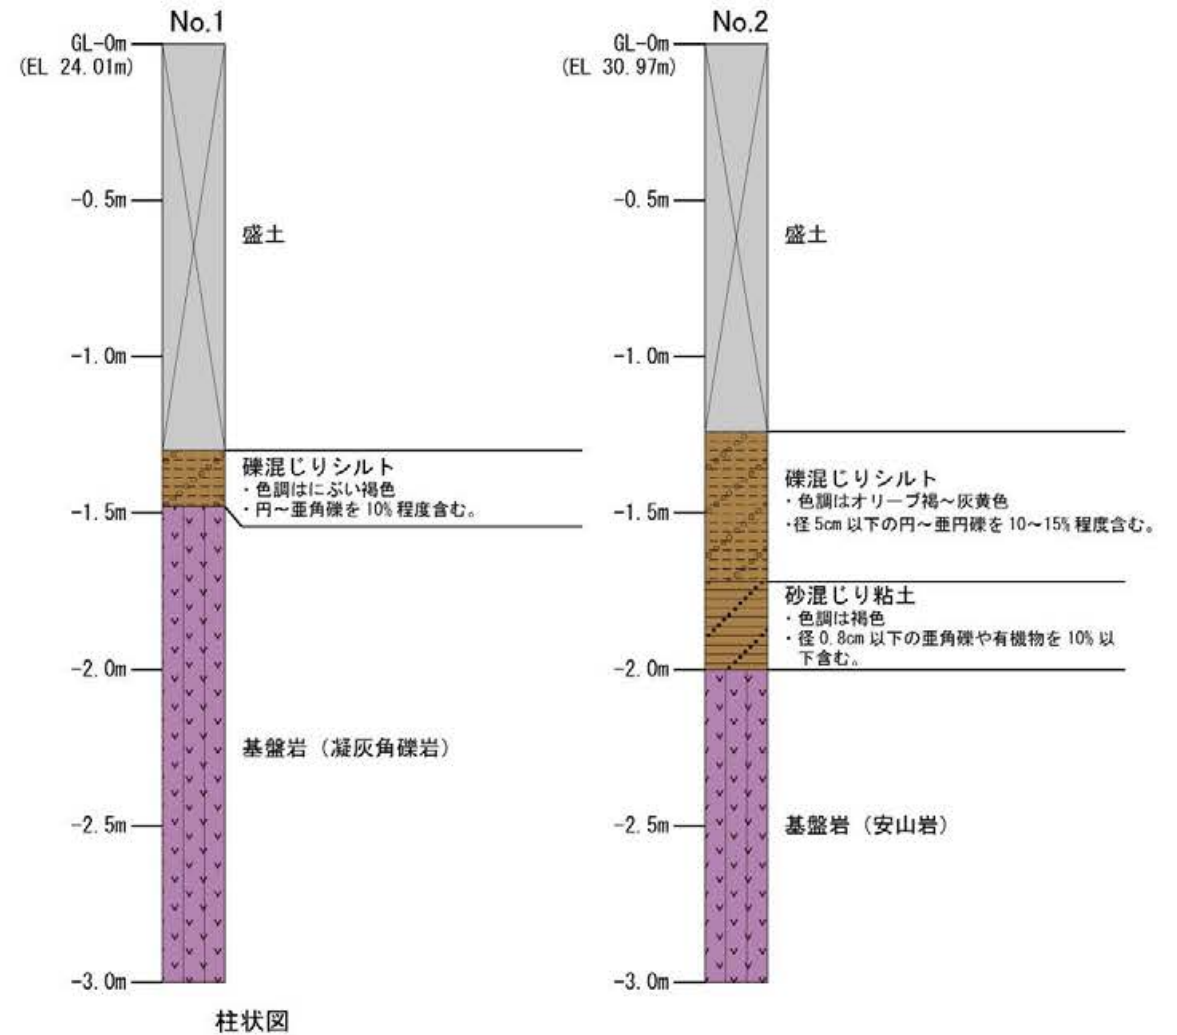 No.1
GL-0m
(EL 24.01m)
-0.5m
盛土
-1.0m
礫混じりシルト
・色調はにぶい褐色
・円～亜角礫を10%程度含む。
-1.5m
-2.0m
基盤岩（凝灰角礫岩）
-2.5m
-3.0m
No.2
GL-0m
(EL 30.97m)
-0.5m
盛土
-1.0m
礫混じりシルト
・色調はオリーブ褐～灰黄色
-1.5m
・径5cm以下の円～亜円礫を10～15%程度含む。
砂混じり粘土
・色調は褐色
・径0.8cm以下の亜角礫や有機物を10%以
下含む。
-2.0m
-2.5m
基盤岩（安山岩）
-3.0m
柱状図